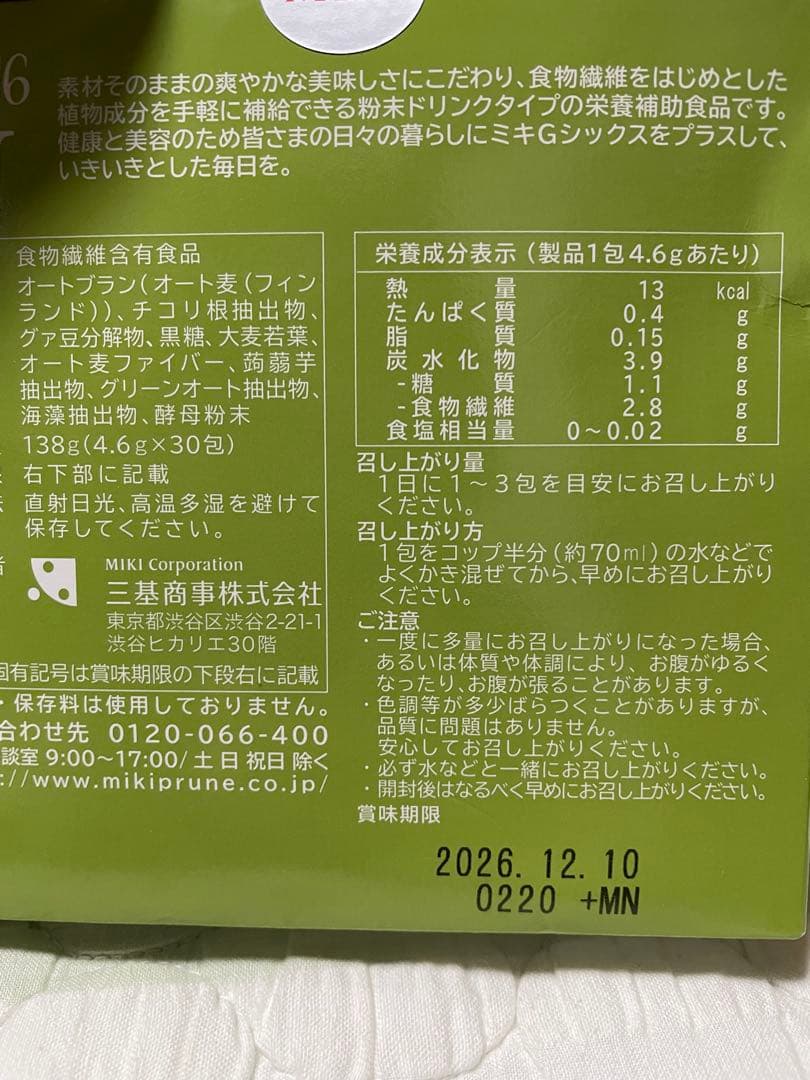 6
素材そのままの爽やかな美味しさにこだわり、食物繊維をはじめとした
植物成分を手軽に補給できる粉末ドリンクタイプの栄養補助食品です。
健康と美容のため皆さまの日々の暮らしにミキGシックスをプラスして、
いきいきとした毎日を。
食物繊維含有食品
オートブラン(オート麦(フィン
ランド))、チコリ根抽出物、
グァ豆分解物、黒糖、大麦若葉、
オート麦ファイバー、蒟蒻芋
抽出物、グリーンオート抽出物、
海藻抽出物、酵母粉末
138g(4.6g×30包)
右下部に記載
直射日光、高温多湿を避けて
保存してください。
MIKI Corporation
三基商事株式会社
東京都渋谷区渋谷2-21-1
渋谷ヒカリエ30階
固有記号は賞味期限の下段右に記載
・保存料は使用しておりません。
合わせ先 0120-066-400
談室 9:00〜17:00/ 土 日 祝日 除く
://www.mikiprune.co.jp/
栄養成分表示(製品1包4.6gあたり)
熱量 13 kcal
たんぱく質 0.4 g
脂質 0.15 g
炭水化物 3.9 g
-糖質 1.1 g
-食物繊維 2.8 g
食塩相当量 0〜0.02 g
召し上がり量
1日に1〜3包を目安にお召し上がり
ください。
召し上がり方
1包をコップ半分(約70ml)の水などで
よくかき混ぜてから、早めにお召し上がり
ください。
ご注意
・一度に多量にお召し上がりになった場合、
あるいは体質や体調により、お腹がゆるく
なったり、お腹が張ることがあります。
・色調等が多少ばらつくことがありますが、
品質に問題はありません。
安心してお召し上がりください。
・必ず水などと一緒にお召し上がりください。
・開封後はなるべく早めにお召し上がりください。
賞味期限
2026.12.10
0220 +MN